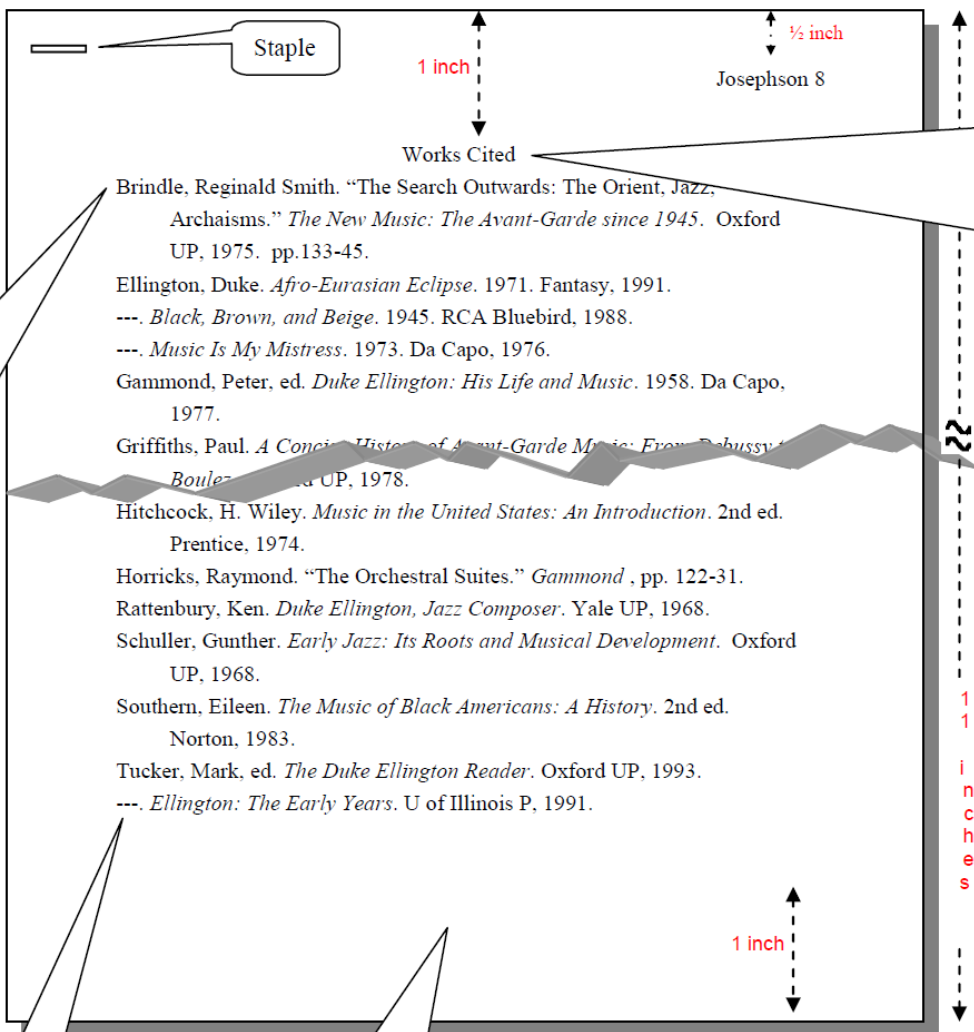 Staple
1 inch
½ inch
Josephson 8
Works Cited
Brindle, Reginald Smith. “The Search Outwards: The Orient, Jazz,
Archaisms.” The New Music: The Avant-Garde since 1945.  Oxford
UP, 1975.  pp.133-45.
Ellington, Duke. Afro-Eurasian Eclipse. 1971. Fantasy, 1991.
---. Black, Brown, and Beige. 1945. RCA Bluebird, 1988.
---. Music Is My Mistress. 1973. Da Capo, 1976.
Gammond, Peter, ed. Duke Ellington: His Life and Music. 1958. Da Capo,
1977.
Griffiths, Paul. A Concise History of Avant-Garde Music: From Debussy
Boulez UP, 1978.
Hitchcock, H. Wiley. Music in the United States: An Introduction. 2nd ed.
Prentice, 1974.
Horricks, Raymond. “The Orchestral Suites.” Gammond , pp. 122-31.
Rattenbury, Ken. Duke Ellington, Jazz Composer. Yale UP, 1968.
Schuller, Gunther. Early Jazz: Its Roots and Musical Development.  Oxford
UP, 1968.
Southern, Eileen. The Music of Black Americans: A History. 2nd ed.
Norton, 1983.
Tucker, Mark, ed. The Duke Ellington Reader. Oxford UP, 1993.
---. Ellington: The Early Years. U of Illinois P, 1991.
1 inch
11 inches